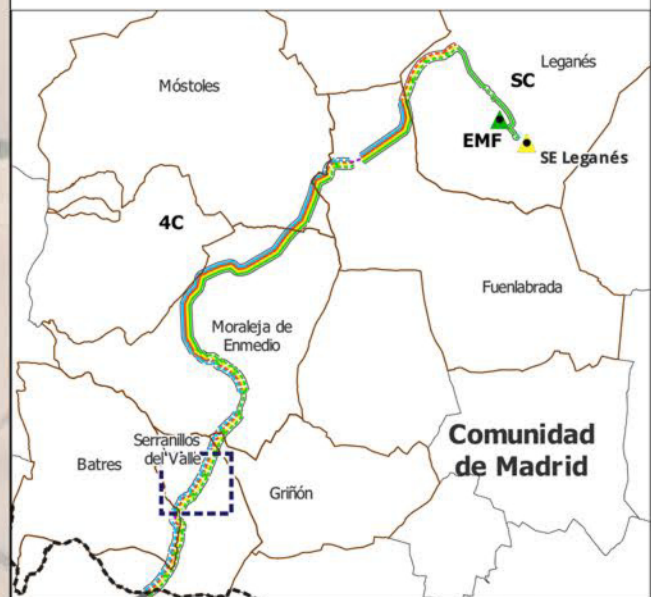 Leganés
Móstoles
SC
EMF
SE Leganés
4C
Fuenlabrada
Moraleja de
Enmedio
Comunidad
de Madrid
Serranillos
del Valle
Batres
Griñón